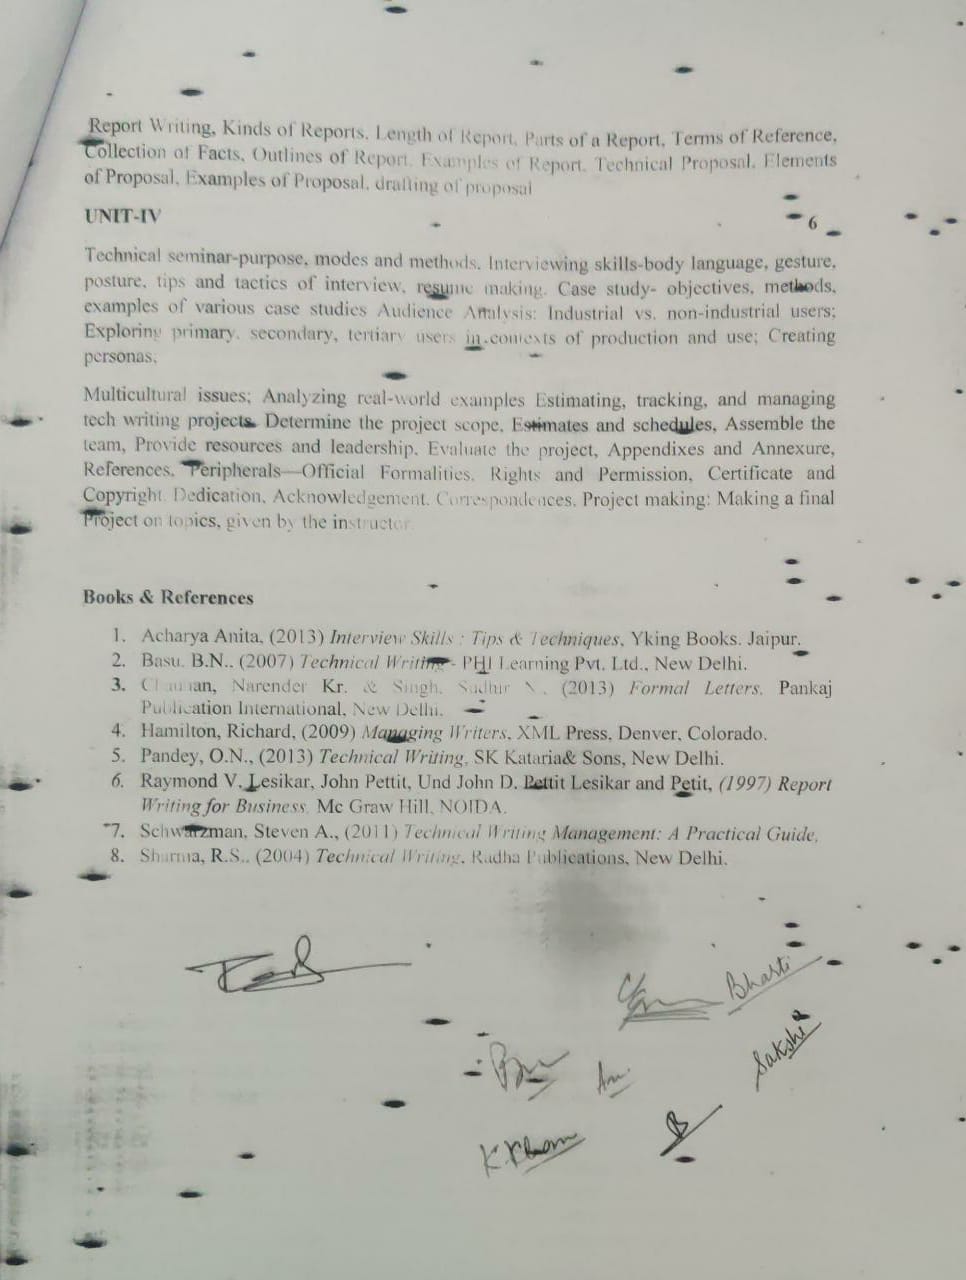 Report Writing, Kinds of Reports, Length of Report, Parts of a Report, Terms of Reference,
Collection of Facts, Outlines of Report, Examples of Report, Technical Proposal, Elements
of Proposal, Examples of Proposal, drafting of proposal
UNIT-IV 6
Technical seminar-purpose, modes and methods, Interviewing skills-body language, gesture,
posture, tips and tactics of interview, resume making. Case study- objectives, methods,
examples of various case studies Audience Analysis: Industrial vs. non-industrial users;
Exploring primary, secondary, tertiary users in contexts of production and use; Creating
personas;
Multicultural issues; Analyzing real-world examples Estimating, tracking, and managing
tech writing projects. Determine the project scope, Estimates and schedules, Assemble the
team, Provide resources and leadership, Evaluate the project, Appendixes and Annexure,
References, Peripherals—Official Formalities, Rights and Permission, Certificate and
Copyright. Dedication, Acknowledgement, Correspondences, Project making: Making a final
Project on topics, given by the instructor.
Books & References
1. Acharya Anita, (2013) Interview Skills : Tips & Techniques, Yking Books. Jaipur.
2. Basu. B.N., (2007) Technical Writing- PHI Learning Pvt. Ltd., New Delhi.
3. Narender Kr. & Singh, Sudhir N. (2013) Formal Letters. Pankaj
Publication International, New Delhi.
4. Hamilton, Richard, (2009) Managing Writers, XML Press, Denver, Colorado.
5. Pandey, O.N., (2013) Technical Writing, SK Kataria& Sons, New Delhi.
6. Raymond V. Lesikar, John Pettit, Und John D. Pettit Lesikar and Petit, (1997) Report
Writing for Business, Mc Graw Hill, NOIDA.
7. Schwarzman, Steven A., (2011) Technical Writing Management: A Practical Guide,
8. Sharma, R.S., (2004) Technical Writing, Radha Publications, New Delhi.
Bharti
Sakshi